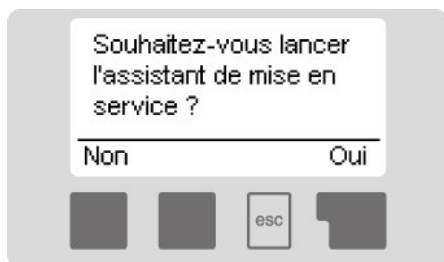 Souhaitez-vous lancer
l'assistant de mise en
service ?
Non Oui
esc